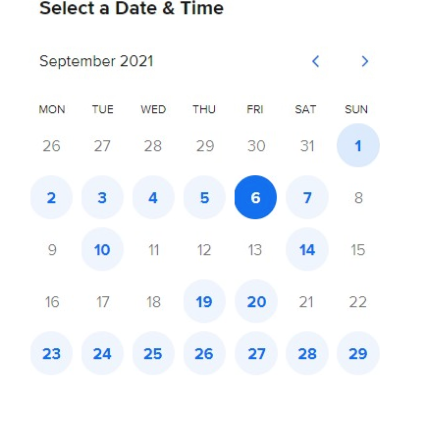 Select a Date & Time
September 2021
MON TUE WED THU FRI SAT SUN
26 27 28 29 30 31 1
2 3 4 5 6 7 8
9 10 11 12 13 14 15
16 17 18 19 20 21 22
23 24 25 26 27 28 29